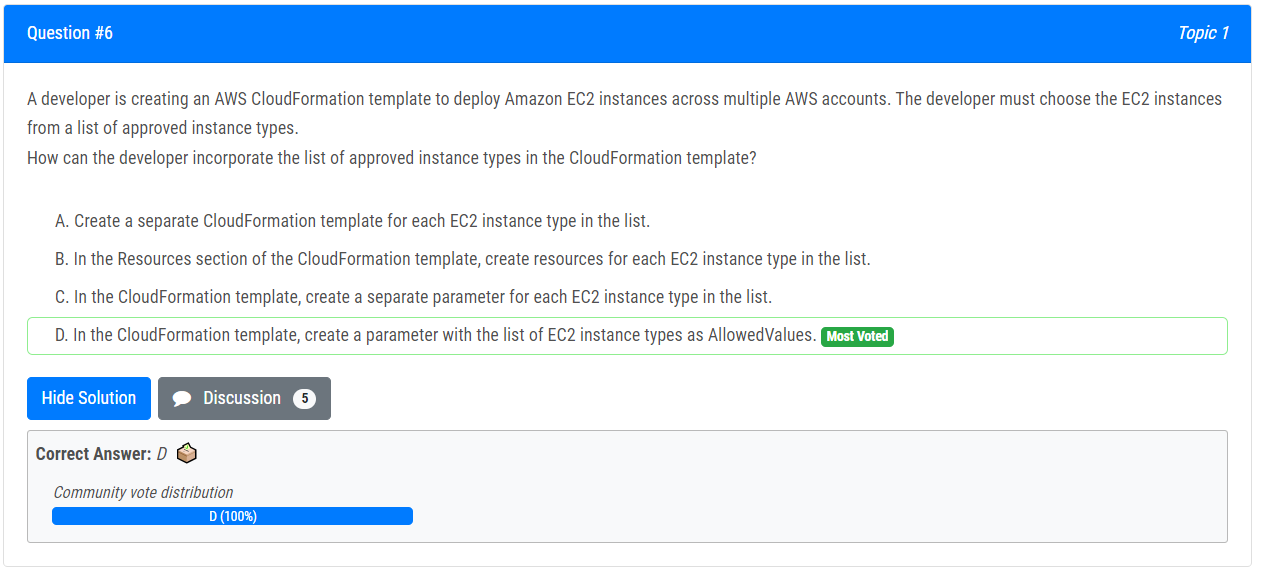 Question #6
Topic 1
A developer is creating an AWS CloudFormation template to deploy Amazon EC2 instances across multiple AWS accounts. The developer must choose the EC2 instances
from a list of approved instance types.
How can the developer incorporate the list of approved instance types in the CloudFormation template?
A. Create a separate CloudFormation template for each EC2 instance type in the list.
B. In the Resources section of the CloudFormation template, create resources for each EC2 instance type in the list.
C. In the CloudFormation template, create a separate parameter for each EC2 instance type in the list.
D. In the CloudFormation template, create a parameter with the list of EC2 instance types as AllowedValues. Most Voted
Hide Solution
Discussion 5
Correct Answer: D
Community vote distribution
D (100%)